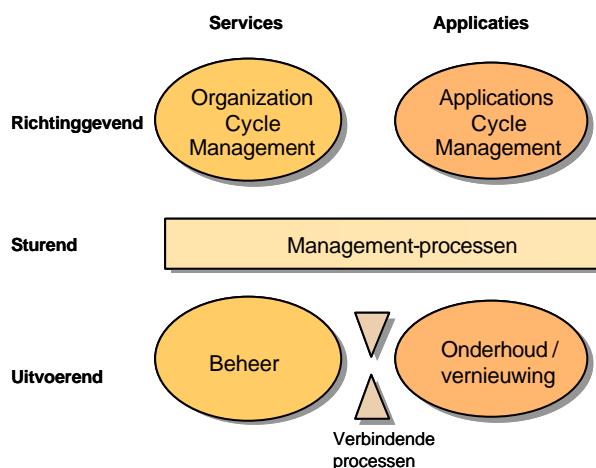 Services
Applicaties
Richtinggevend
Organization
Cycle
Management
Applications
Cycle
Management
Sturend
Management-processen
Uitvoerend
Beheer
Onderhoud /
vernieuwing
Verbindende
processen